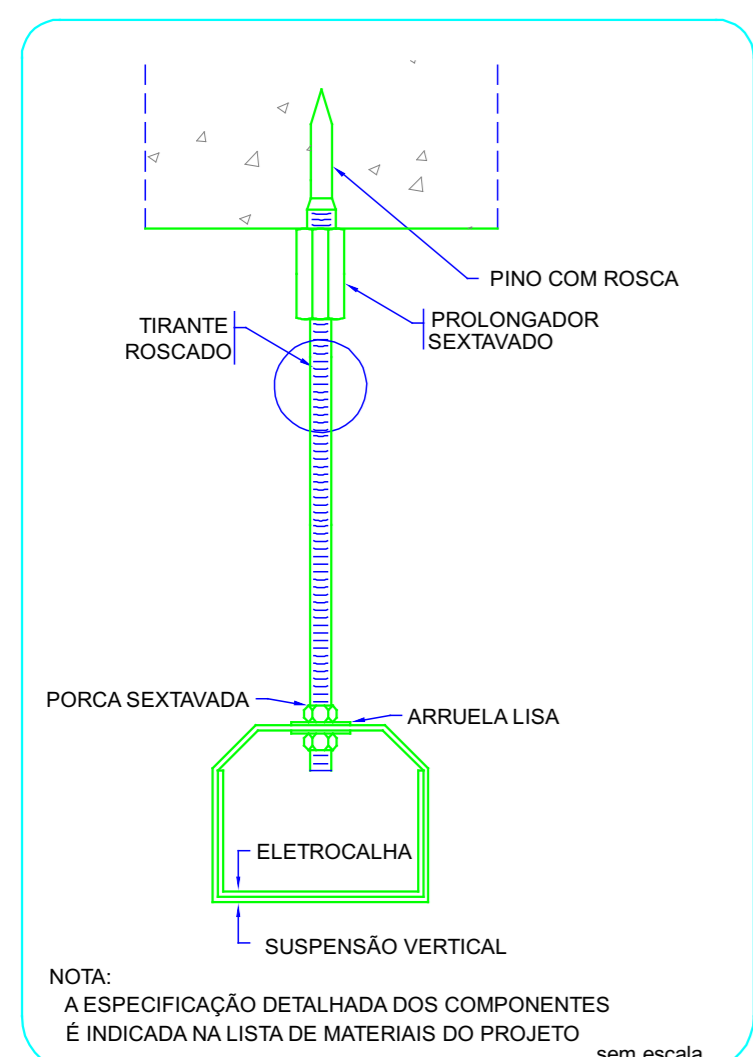 PINO COM ROSCA
PROLONGADOR
SEXTAVADO
TIRANTE
ROSCADO
PORCA SEXTAVADA
ARRUELA LISA
ELETROCALHA
SUSPENSÃO VERTICAL
NOTA:
A ESPECIFICAÇÃO DETALHADA DOS COMPONENTES
É INDICADA NA LISTA DE MATERIAIS DO PROJETO
sem escala